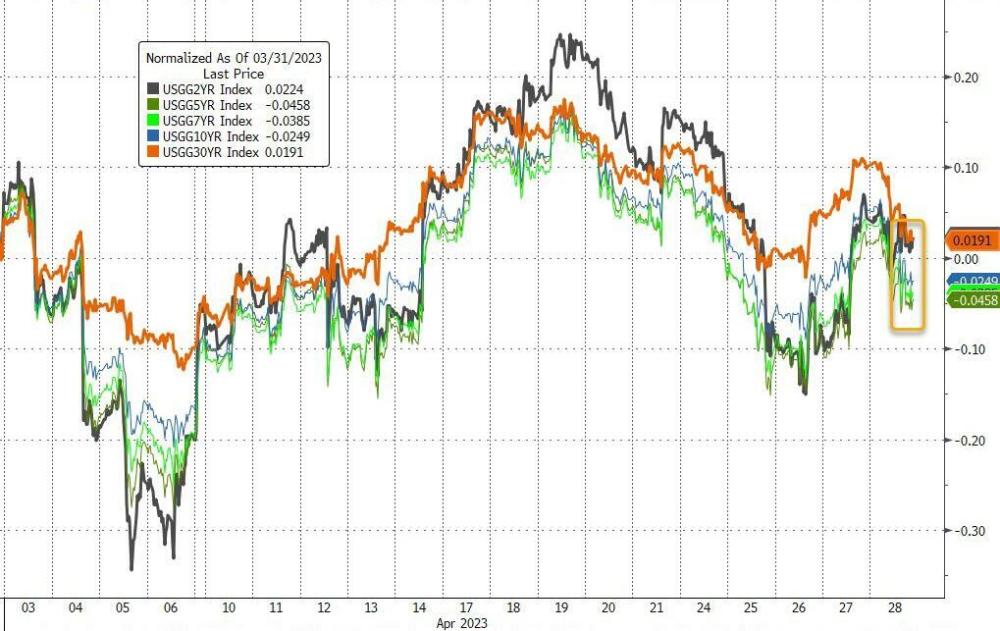 Normalized As Of 03/31/2023
Last Price
USGG2YR Index 0.0224
USGG5YR Index -0.0458
USGG7YR Index -0.0385
USGG10YR Index -0.0249
USGG30YR Index 0.0191
0.20
0.10
0.0191
0.00
-0.0249
-0.0458
-0.10
-0.20
-0.30
03 04 05 06 10 11 12 13 14 17 18 19 20 21 24 25 26 27 28
Apr 2023